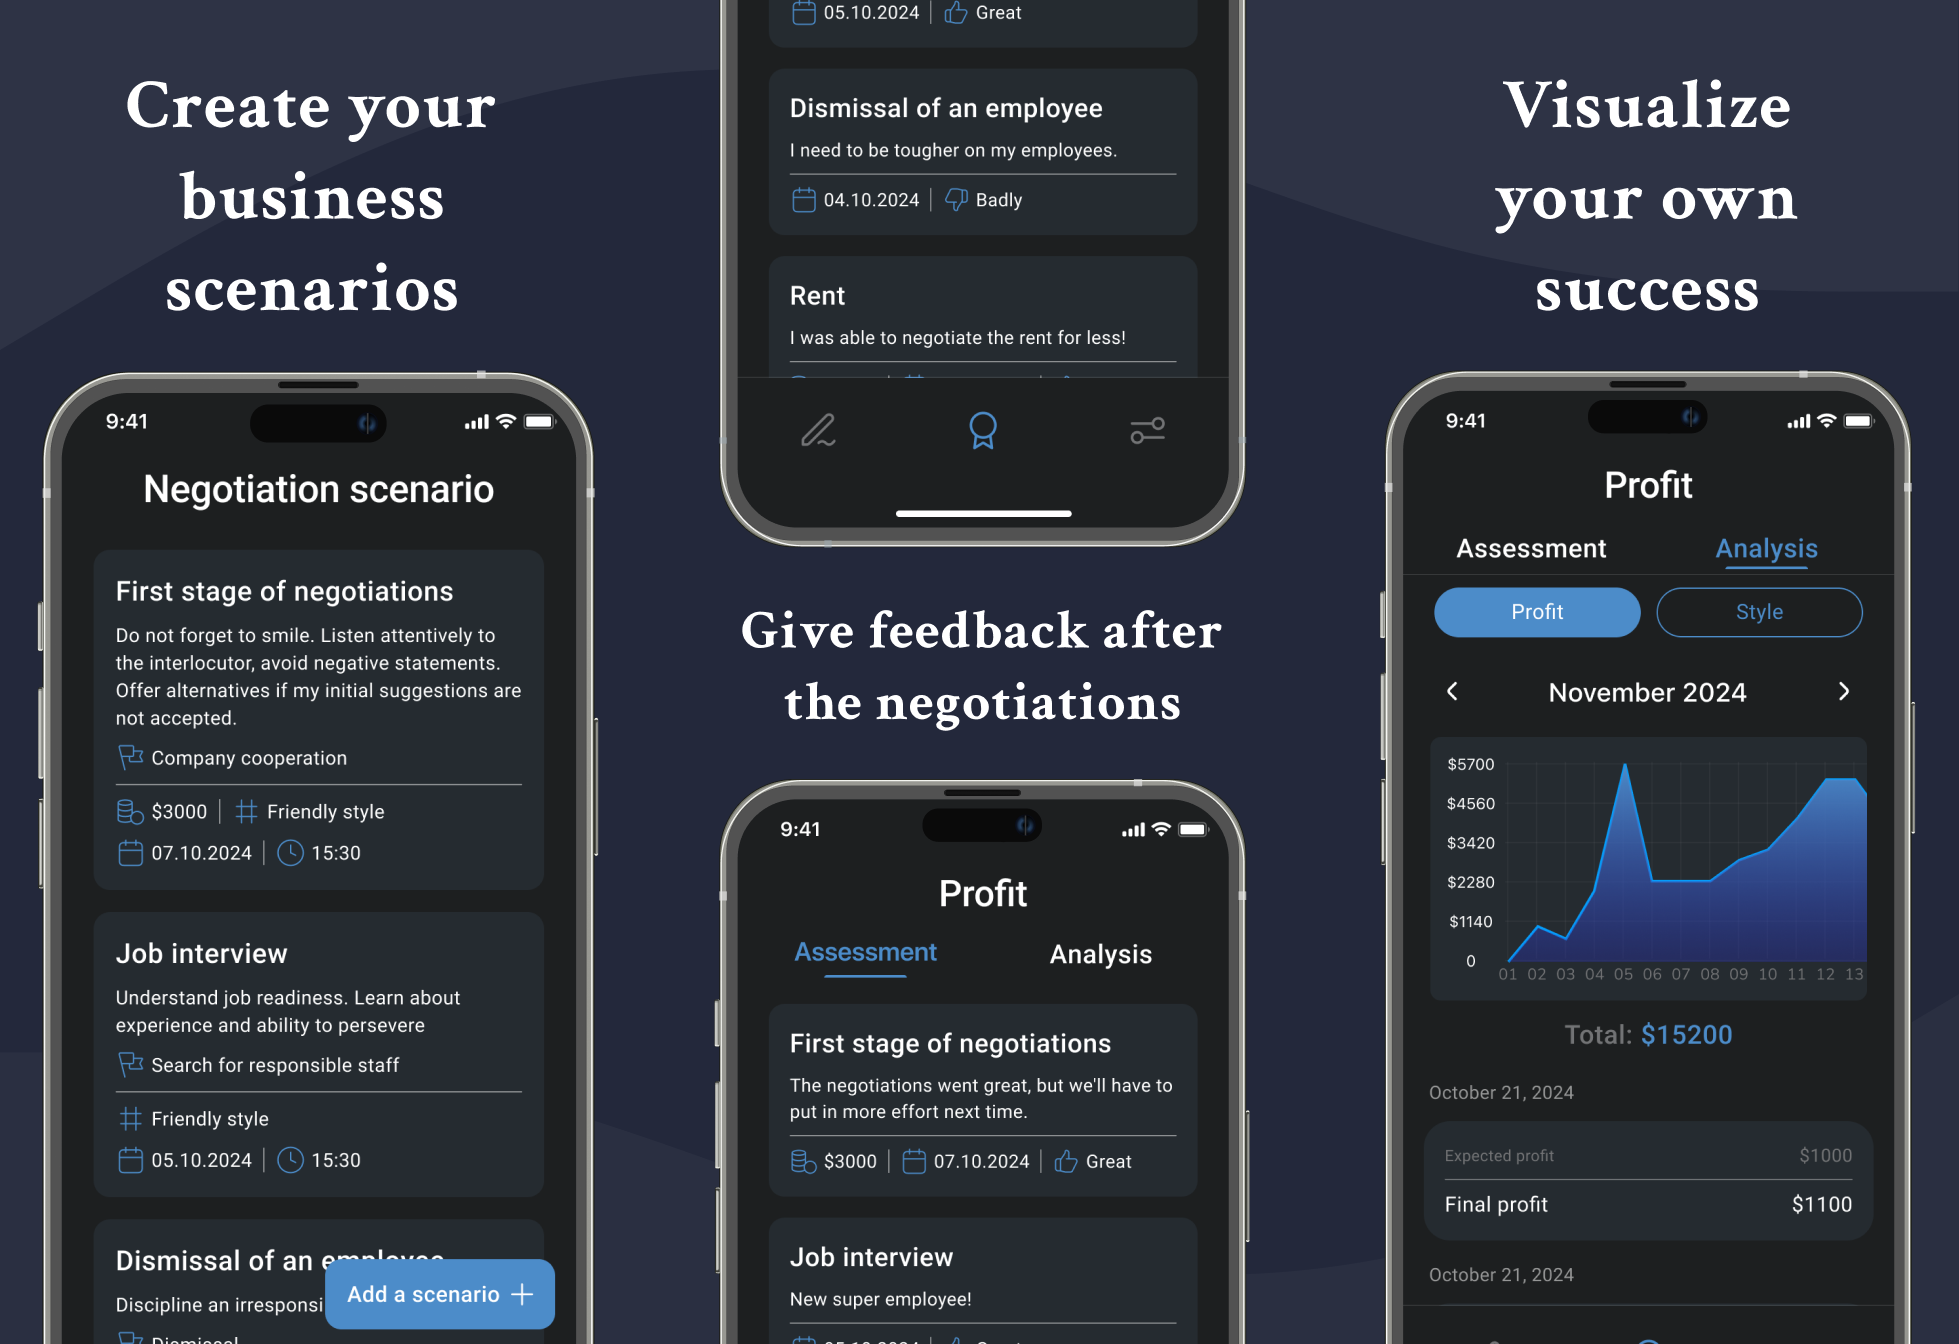 Create your
business
scenarios
9:41
Negotiation scenario
First stage of negotiations
Do not forget to smile. Listen attentively to
the interlocutor, avoid negative statements.
Offer alternatives if my initial suggestions are
not accepted.
Company cooperation
$3000 | Friendly style
07.10.2024 | 15:30
Job interview
Understand job readiness. Learn about
experience and ability to persevere
Search for responsible staff
Friendly style
05.10.2024 | 15:30
Dismissal of an employee
Discipline an irresponsi
Add a scenario +
Dismissal
05.10.2024 | Great
Dismissal of an employee
I need to be tougher on my employees.
04.10.2024 | Badly
Rent
I was able to negotiate the rent for less!
Give feedback after
the negotiations
9:41
Profit
Assessment Analysis
First stage of negotiations
The negotiations went great, but we'll have to
put in more effort next time.
$3000 | 07.10.2024 | Great
Job interview
New super employee!
Visualize
your own
success
9:41
Profit
Assessment Analysis
Profit Style
November 2024
$5700
$4560
$3420
$2280
$1140
0
01 02 03 04 05 06 07 08 09 10 11 12 13
Total: $15200
October 21, 2024
Expected profit $1000
Final profit $1100
October 21, 2024